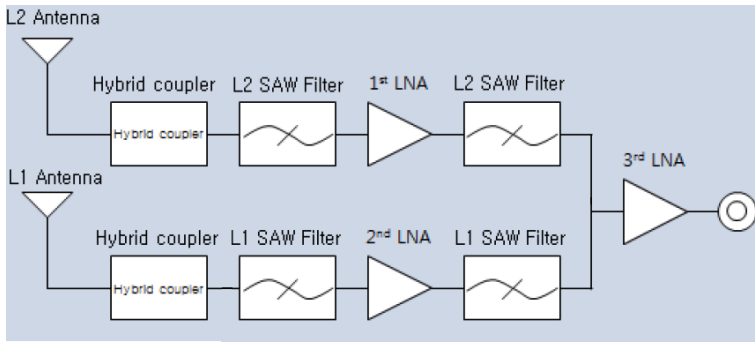 L2 Antenna
Hybrid coupler L2 SAW Filter 1st LNA L2 SAW Filter
Hybrid coupler
3rd LNA
L1 Antenna
Hybrid coupler L1 SAW Filter 2nd LNA L1 SAW Filter
Hybrid coupler